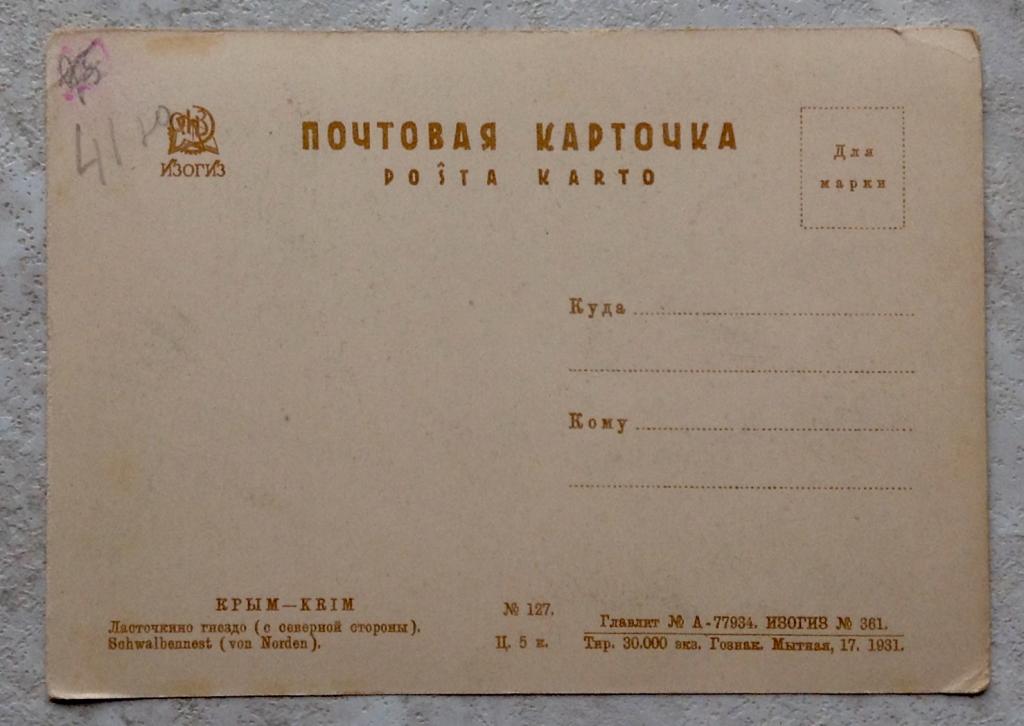 41.
ИЗОГИЗ
ПОЧТОВАЯ КАРТОЧКА
POŜTA KARTO
Для
марки
Куда
Кому
КРЫМ—KRIM
Ласточкино гнездо (с северной стороны).
Schwalbennest (von Norden).
№ 127.
Ц. 5 к.
Главлит № А-77934. ИЗОГИЗ № 361.
Тир. 30.000 экз. Гознак. Мытная, 17. 1931.